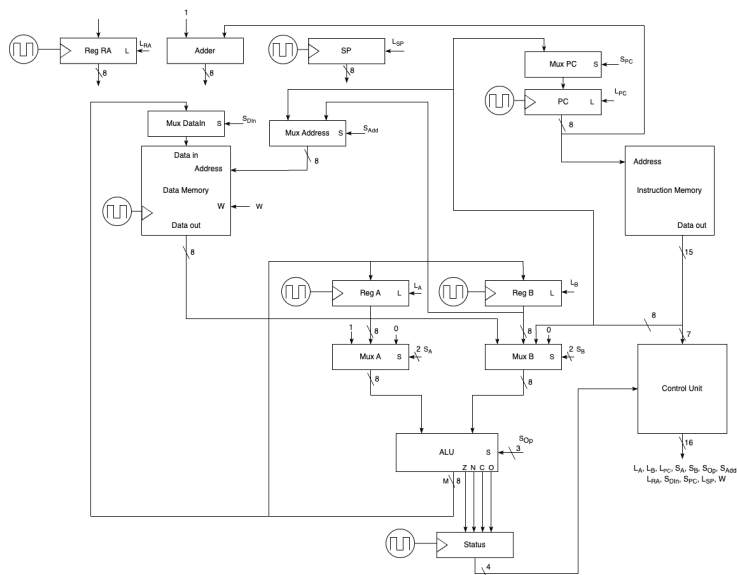 1
Reg RA L
L_RA
8
Adder
8
SP
L_SP
8
Mux PC S
S_PC
PC L
L_PC
8
Mux DataIn S
S_DIn
Mux Address S
S_Add
8
Data in
Address
Data Memory
W
W
Data out
8
Address
Instruction Memory
Data out
15
Reg A L
L_A
Reg B L
L_B
8
1
8
0
Mux A S
2 S_A
8
8
0
Mux B S
2 S_B
8
7
Control Unit
16
L_A, L_B, L_PC, S_A, S_B, S_Op, S_Add
L_RA, S_DIn, S_PC, L_SP, W
ALU S
S_Op
3
Z N C O
M 8
Status
4